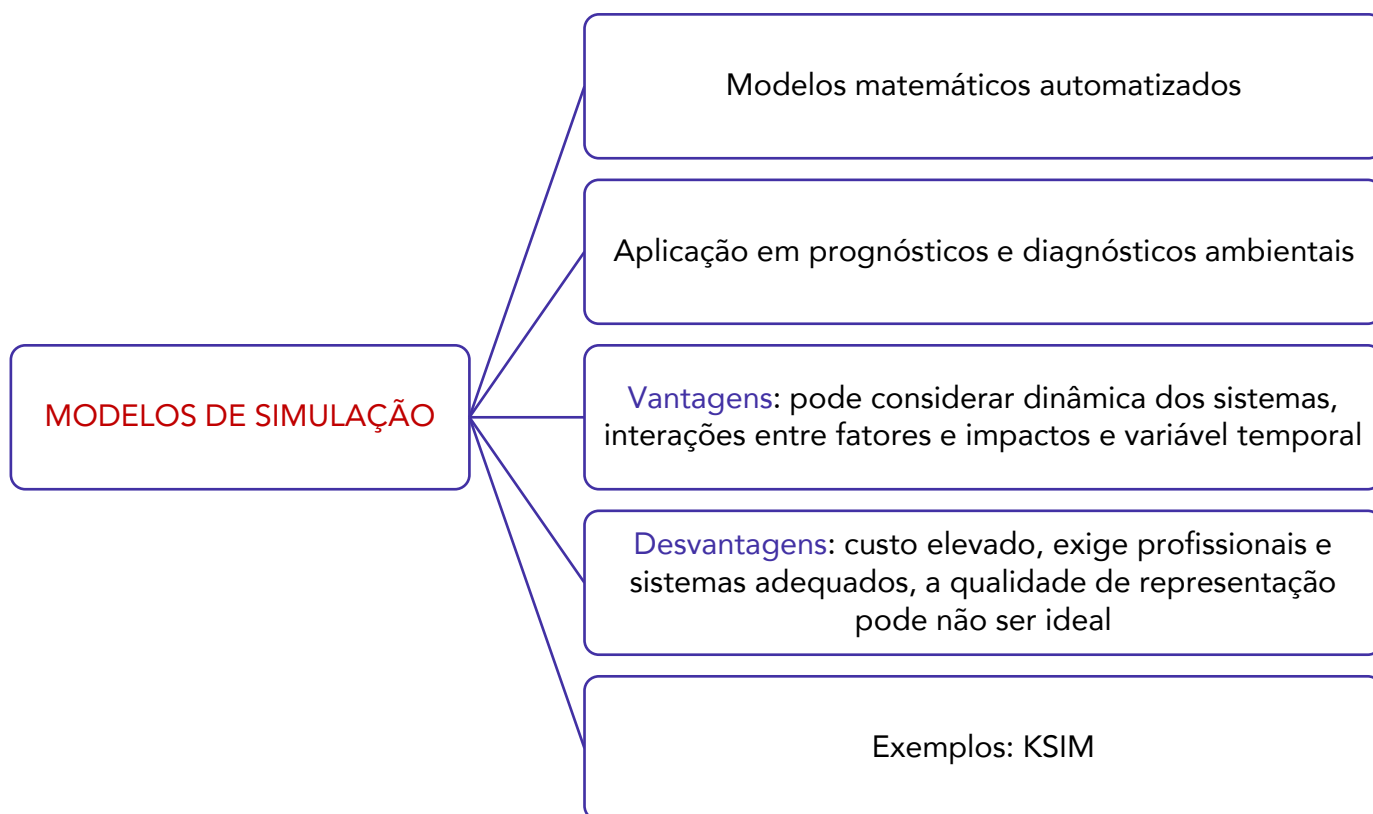 Modelos matemáticos automatizados
Aplicação em prognósticos e diagnósticos ambientais
MODELOS DE SIMULAÇÃO
Vantagens: pode considerar dinâmica dos sistemas,
interações entre fatores e impactos e variável temporal
Desvantagens: custo elevado, exige profissionais e
sistemas adequados, a qualidade de representação
pode não ser ideal
Exemplos: KSIM